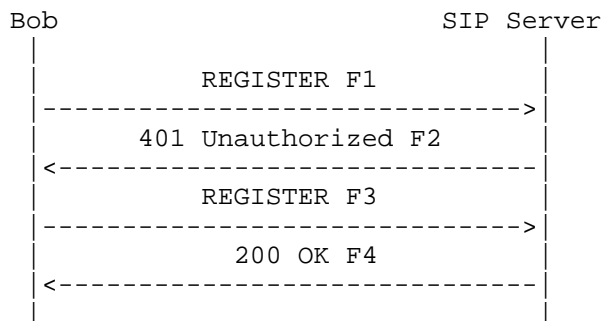 Bob SIP Server
REGISTER F1
401 Unauthorized F2
REGISTER F3
200 OK F4